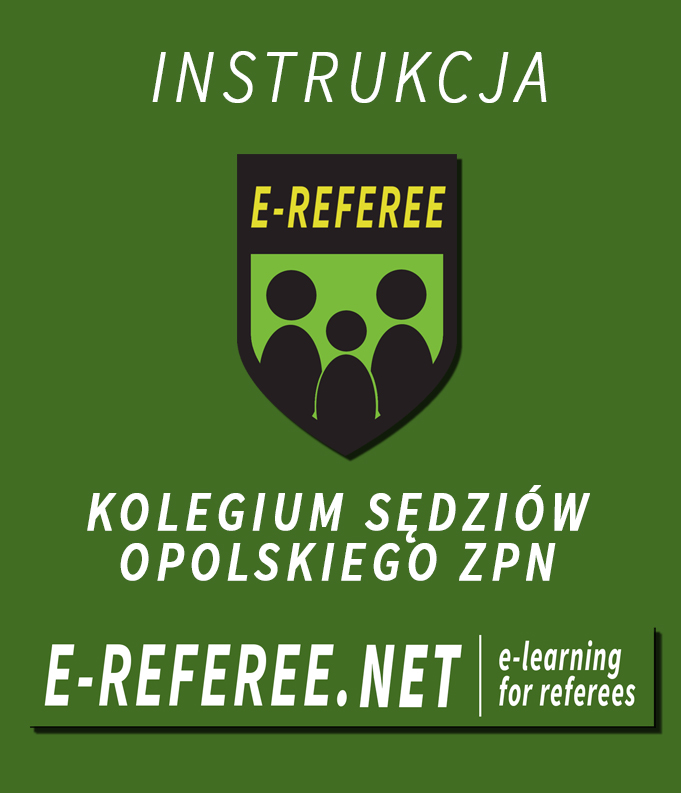 INSTRUKCJA
E-REFEREE
KOLEGIUM SĘDZIÓW
OPOLSKIEGO ZPN
E-REFEREE.NET
e-learning
for referees